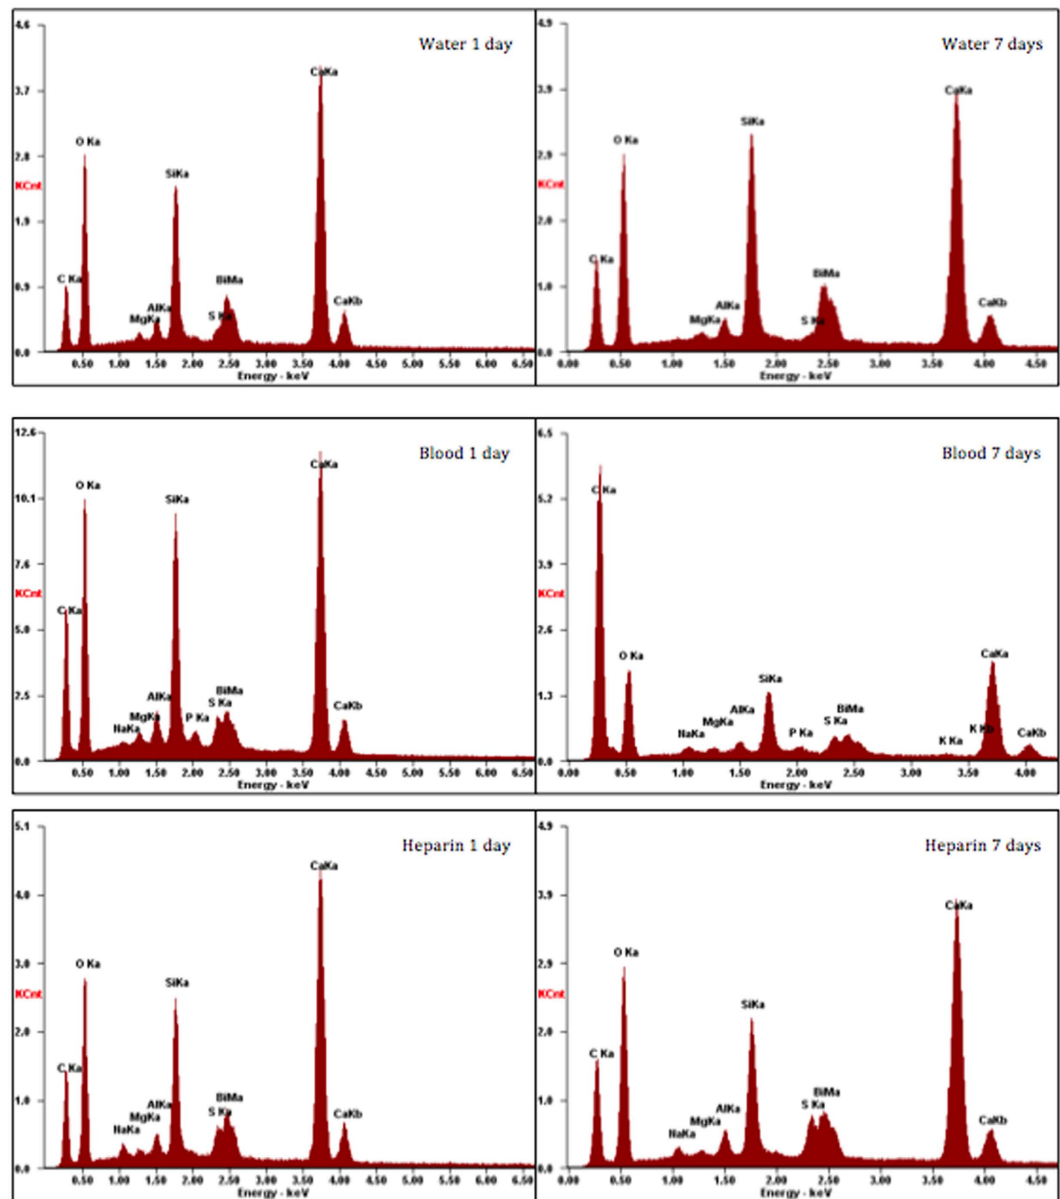 4.6
Water 1 day
CaKa
3.7
O Ka
2.8
SiKa
KCnt
1.9
C Ka
BiMa
0.9
AlKa
MgKa
S Ka
CaKb
0.0
0.50 1.00 1.50 2.00 2.50 3.00 3.50 4.00 4.50 5.00 5.50 6.00 6.50
Energy - keV
4.9
Water 7 days
3.9
CaKa
SiKa
O Ka
2.9
KCnt
2.0
C Ka
BiMa
1.0
AlKa
MgKa
S Ka
CaKb
0.0
0.00 0.50 1.00 1.50 2.00 2.50 3.00 3.50 4.00 4.50
Energy - keV
12.6
Blood 1 day
CaKa
O Ka
10.1
SiKa
7.6
KCnt
C Ka
5.0
2.5
AlKa
BiMa
S Ka
MgKa
P Ka
NaKa
CaKb
0.0
0.50 1.00 1.50 2.00 2.50 3.00 3.50 4.00 4.50 5.00 5.50 6.00 6.50
Energy - keV
6.5
Blood 7 days
C Ka
5.2
3.9
KCnt
2.6
O Ka
CaKa
SiKa
1.3
AlKa
BiMa
MgKa
S Ka
NaKa
P Ka
K Ka
K Kb
CaKb
0.0
0.00 0.50 1.00 1.50 2.00 2.50 3.00 3.50 4.00
Energy - keV
5.1
Heparin 1 day
CaKa
4.0
O Ka
3.0
SiKa
KCnt
2.0
C Ka
1.0
AlKa
BiMa
MgKa
S Ka
NaKa
CaKb
0.0
0.50 1.00 1.50 2.00 2.50 3.00 3.50 4.00 4.50 5.00 5.50 6.00 6.50
Energy - keV
4.9
Heparin 7 days
3.9
CaKa
O Ka
2.9
KCnt
SiKa
2.0
C Ka
1.0
BiMa
AlKa
S Ka
MgKa
NaKa
CaKb
0.0
0.00 0.50 1.00 1.50 2.00 2.50 3.00 3.50 4.00 4.50
Energy - keV